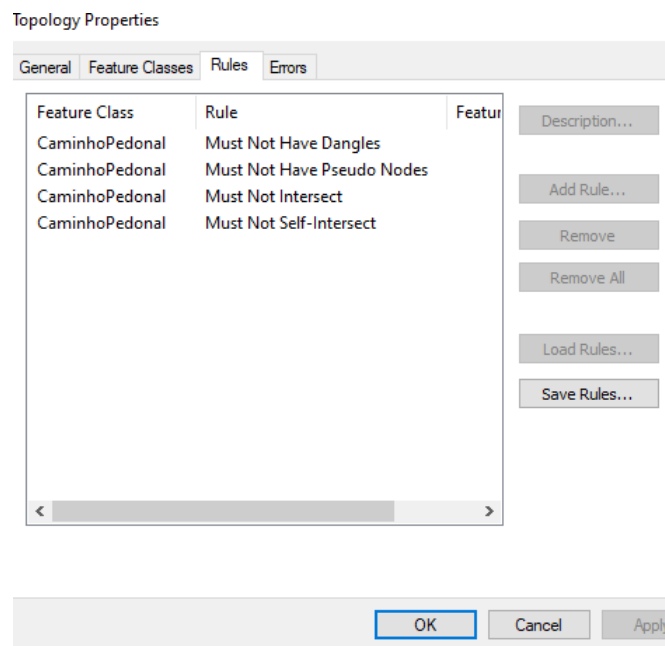 Topology Properties
General Feature Classes Rules Errors
Feature Class Rule Featur
CaminhoPedonal Must Not Have Dangles
CaminhoPedonal Must Not Have Pseudo Nodes
CaminhoPedonal Must Not Intersect
CaminhoPedonal Must Not Self-Intersect
Description...
Add Rule...
Remove
Remove All
Load Rules...
Save Rules...
OK Cancel Apply